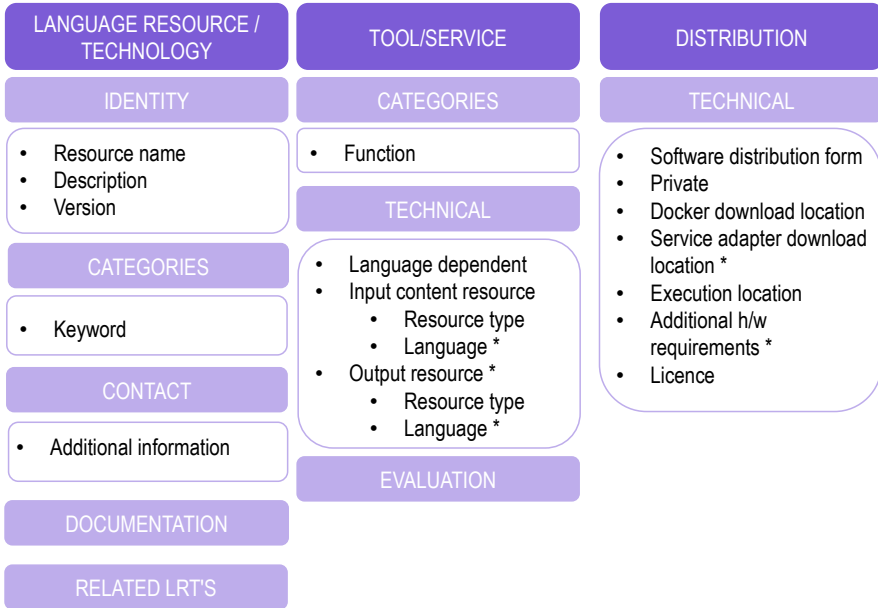 LANGUAGE RESOURCE /
TECHNOLOGY
IDENTITY
• Resource name
• Description
• Version
CATEGORIES
• Keyword
CONTACT
• Additional information
DOCUMENTATION
RELATED LRT'S
TOOL/SERVICE
CATEGORIES
• Function
TECHNICAL
• Language dependent
• Input content resource
• Resource type
• Language *
• Output resource *
• Resource type
• Language *
EVALUATION
DISTRIBUTION
TECHNICAL
• Software distribution form
• Private
• Docker download location
• Service adapter download
location *
• Execution location
• Additional h/w
requirements *
• Licence